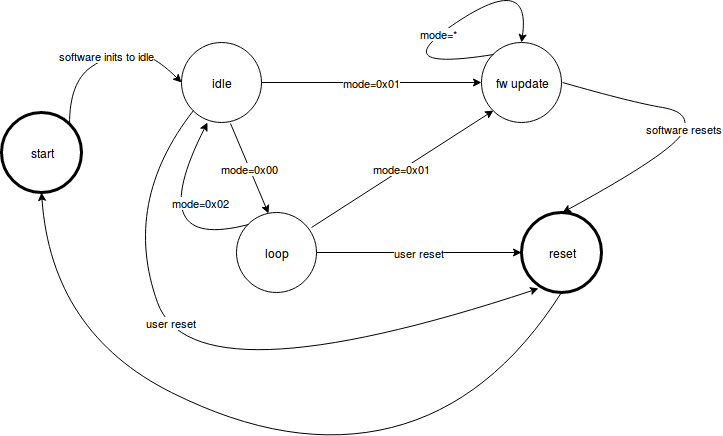 mode=*
software inits to idle
idle
mode=0x01
fw update
software resets
start
mode=0x00
mode=0x01
mode=0x02
loop
user reset
reset
user reset